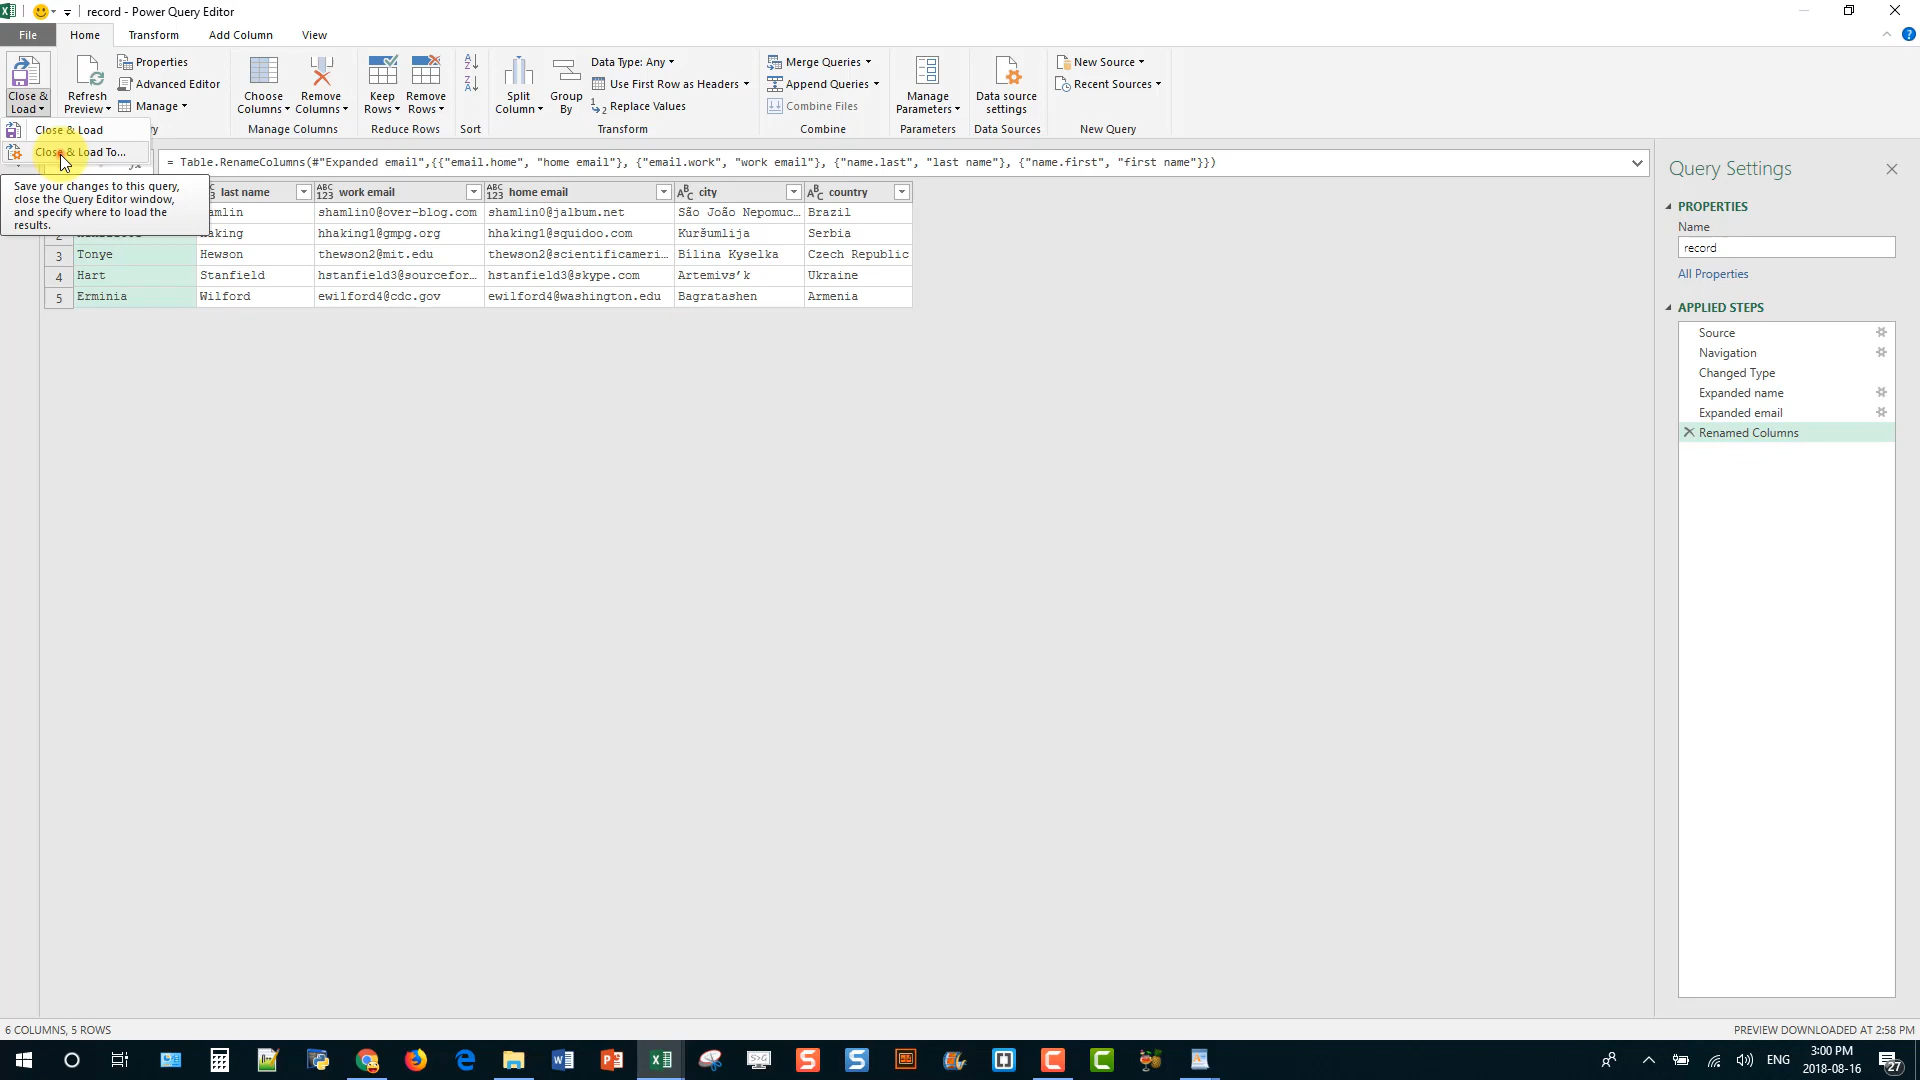 record - Power Query Editor
File Home Transform Add Column View
Close & Load
Refresh Preview
Properties
Advanced Editor
Manage
Choose Columns
Remove Columns
Manage Columns
Keep Rows
Remove Rows
Reduce Rows
Sort
Split Column
Group By
Data Type: Any
Use First Row as Headers
Replace Values
Transform
Merge Queries
Append Queries
Combine Files
Combine
Manage Parameters
Parameters
Data source settings
Data Sources
New Source
Recent Sources
New Query
Close & Load
Close & Load To...
Save your changes to this query,
close the Query Editor window,
and specify where to load the
results.
= Table.RenameColumns(#"Expanded email",{{"email.home", "home email"}, {"email.work", "work email"}, {"name.last", "last name"}, {"name.first", "first name"}})
last name work email home email city country
shamlin0@over-blog.com shamlin0@jalbum.net São João Nepomuc... Brazil
hhaking1@gmpg.org hhaking1@squidoo.com Kuršumlija Serbia
3 Tonye Hewson thewson2@mit.edu thewson2@scientificameri... Bílina Kyselka Czech Republic
4 Hart Stanfield hstanfield3@sourcefor... hstanfield3@skype.com Artemivs’k Ukraine
5 Erminia Wilford ewilford4@cdc.gov ewilford4@washington.edu Bagratashen Armenia
Query Settings
PROPERTIES
Name
record
All Properties
APPLIED STEPS
Source
Navigation
Changed Type
Expanded name
Expanded email
Renamed Columns
6 COLUMNS, 5 ROWS
PREVIEW DOWNLOADED AT 2:58 PM
ENG
3:00 PM
2018-08-16
27